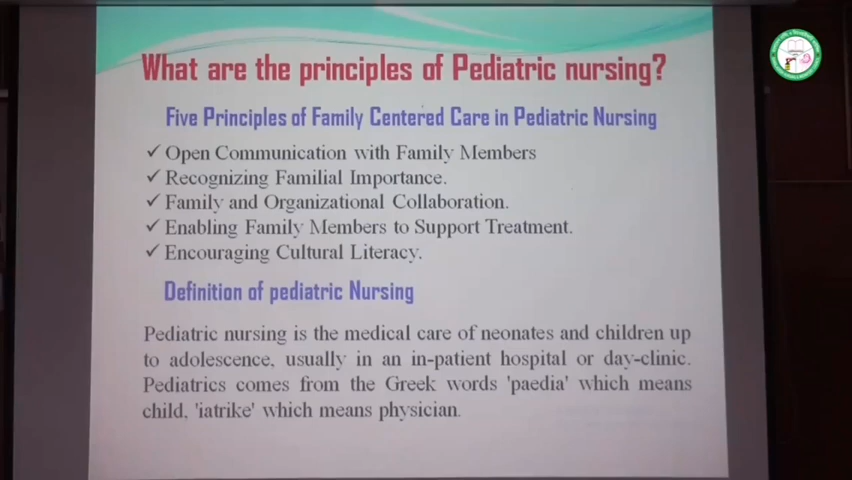 What are the principles of Pediatric nursing?
Five Principles of Family Centered Care in Pediatric Nursing
✓ Open Communication with Family Members
✓ Recognizing Familial Importance.
✓ Family and Organizational Collaboration.
✓ Enabling Family Members to Support Treatment.
✓ Encouraging Cultural Literacy.
Definition of pediatric Nursing
Pediatric nursing is the medical care of neonates and children up
to adolescence, usually in an in-patient hospital or day-clinic.
Pediatrics comes from the Greek words 'paedia' which means
child, 'iatrike' which means physician.